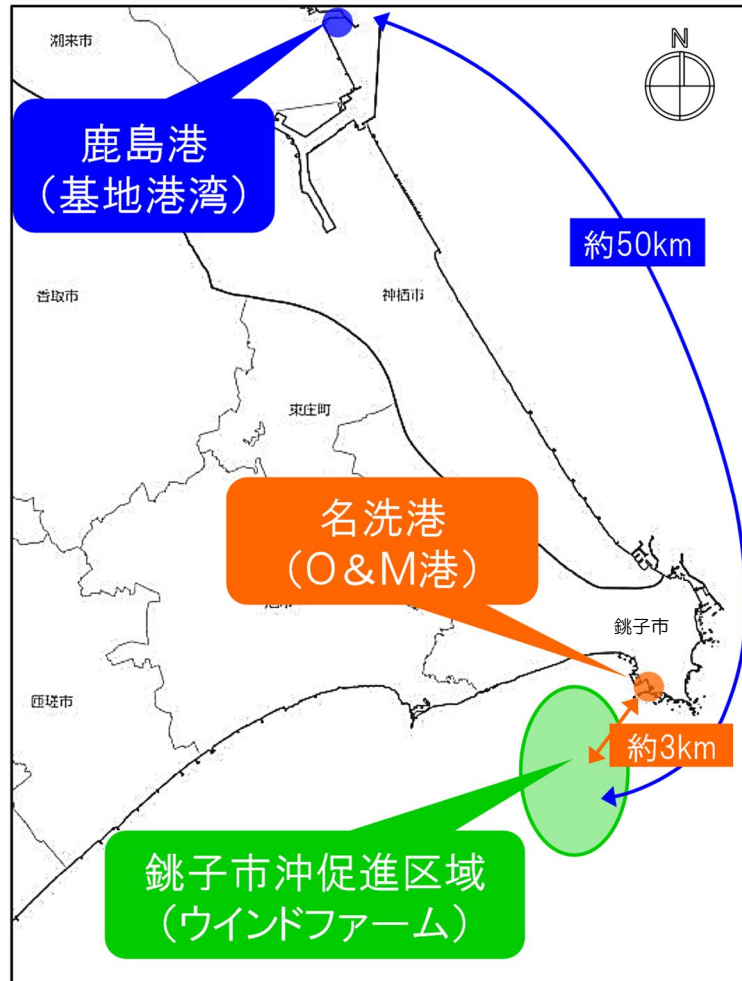 潮来市
N
鹿島港
（基地港湾）
約50km
香取市
神栖市
東庄町
名洗港
（O＆M港）
銚子市
匝瑳市
約3km
銚子市沖促進区域
（ウインドファーム）